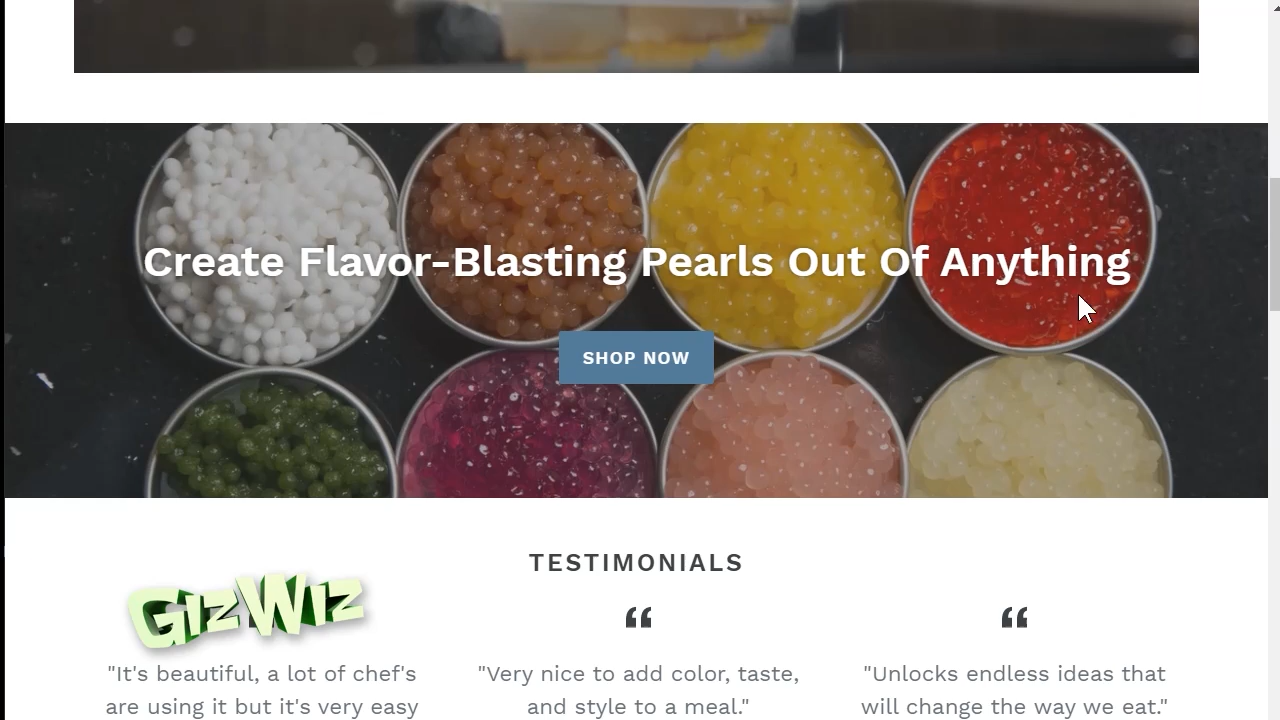 Create Flavor-Blasting Pearls Out Of Anything
SHOP NOW
TESTIMONIALS
GIZWIZ
"It's beautiful, a lot of chef's
are using it but it's very easy
"Very nice to add color, taste,
and style to a meal."
"Unlocks endless ideas that
will change the way we eat."